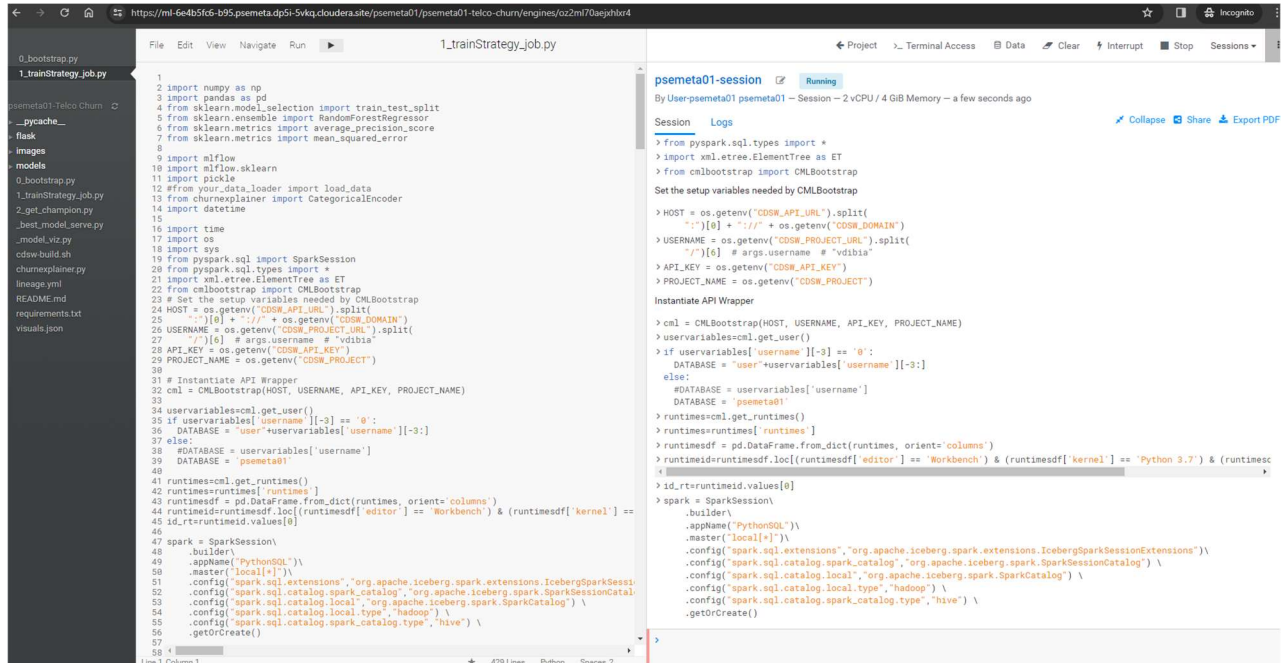 https://ml-6e4b5fc6-b95.psemeta.dp5i-5vkq.cloudera.site/psemeta01/psemeta01-telco-churn/engines/oz2ml70aejxhlxr4
Incognito
0_bootstrap.py
1_trainStrategy_job.py
psemeta01-Telco Churn
__pycache__
flask
images
models
0_bootstrap.py
1_trainStrategy_job.py
2_get_champion.py
_best_model_serve.py
_model_viz.py
cdsw-build.sh
churnexplainer.py
lineage.yml
README.md
requirements.txt
visuals.json
File Edit View Navigate Run
1_trainStrategy_job.py
1
2 import numpy as np
3 import pandas as pd
4 from sklearn.model_selection import train_test_split
5 from sklearn.ensemble import RandomForestRegressor
6 from sklearn.metrics import average_precision_score
7 from sklearn.metrics import mean_squared_error
8
9 import mlflow
10 import mlflow.sklearn
11 import pickle
12 #from your_data_loader import load_data
13 from churnexplainer import CategoricalEncoder
14 import datetime
15
16 import time
17 import os
18 import sys
19 from pyspark.sql import SparkSession
20 from pyspark.sql.types import *
21 import xml.etree.ElementTree as ET
22 from cmlbootstrap import CMLBootstrap
23 # Set the setup variables needed by CMLBootstrap
24 HOST = os.getenv("CDSW_API_URL").split(
25 ":")[0] + "://" + os.getenv("CDSW_DOMAIN")
26 USERNAME = os.getenv("CDSW_PROJECT_URL").split(
27 "/")[6] # args.username # "vdibia"
28 API_KEY = os.getenv("CDSW_API_KEY")
29 PROJECT_NAME = os.getenv("CDSW_PROJECT")
30
31 # Instantiate API Wrapper
32 cml = CMLBootstrap(HOST, USERNAME, API_KEY, PROJECT_NAME)
33
34 uservariables=cml.get_user()
35 if uservariables['username'][-3] == '0':
36 DATABASE = "user"+uservariables['username'][-3:]
37 else:
38 #DATABASE = uservariables['username']
39 DATABASE = 'psemeta01'
40
41 runtimes=cml.get_runtimes()
42 runtimes=runtimes['runtimes']
43 runtimesdf = pd.DataFrame.from_dict(runtimes, orient='columns')
44 runtimeid=runtimesdf.loc[(runtimesdf['editor'] == 'Workbench') & (runtimesdf['kernel'] ==
45 id_rt=runtimeid.values[0]
46
47 spark = SparkSession\
48 .builder\
49 .appName("PythonSQL")\
50 .master("local[*]")\
51 .config("spark.sql.extensions","org.apache.iceberg.spark.extensions.IcebergSparkSessi
52 .config("spark.sql.catalog.spark_catalog","org.apache.iceberg.spark.SparkSessionCatal
53 .config("spark.sql.catalog.local","org.apache.iceberg.spark.SparkCatalog") \
54 .config("spark.sql.catalog.local.type","hadoop") \
55 .config("spark.sql.catalog.spark_catalog.type","hive") \
56 .getOrCreate()
57
58
Line 1, Column 1 429 Lines Python Spaces 2
Project Terminal Access Data Clear Interrupt Stop Sessions
psemeta01-session Running
By User-psemeta01 psemeta01 — Session — 2 vCPU / 4 GiB Memory — a few seconds ago
Session Logs Collapse Share Export PDF
> from pyspark.sql.types import *
> import xml.etree.ElementTree as ET
> from cmlbootstrap import CMLBootstrap
Set the setup variables needed by CMLBootstrap
> HOST = os.getenv("CDSW_API_URL").split(
":")[0] + "://" + os.getenv("CDSW_DOMAIN")
> USERNAME = os.getenv("CDSW_PROJECT_URL").split(
"/")[6] # args.username # "vdibia"
> API_KEY = os.getenv("CDSW_API_KEY")
> PROJECT_NAME = os.getenv("CDSW_PROJECT")
Instantiate API Wrapper
> cml = CMLBootstrap(HOST, USERNAME, API_KEY, PROJECT_NAME)
> uservariables=cml.get_user()
> if uservariables['username'][-3] == '0':
DATABASE = "user"+uservariables['username'][-3:]
else:
#DATABASE = uservariables['username']
DATABASE = 'psemeta01'
> runtimes=cml.get_runtimes()
> runtimes=runtimes['runtimes']
> runtimesdf = pd.DataFrame.from_dict(runtimes, orient='columns')
> runtimeid=runtimesdf.loc[(runtimesdf['editor'] == 'Workbench') & (runtimesdf['kernel'] == 'Python 3.7') & (runtimesd
> id_rt=runtimeid.values[0]
> spark = SparkSession\
.builder\
.appName("PythonSQL")\
.master("local[*]")\
.config("spark.sql.extensions","org.apache.iceberg.spark.extensions.IcebergSparkSessionExtensions")\
.config("spark.sql.catalog.spark_catalog","org.apache.iceberg.spark.SparkSessionCatalog") \
.config("spark.sql.catalog.local","org.apache.iceberg.spark.SparkCatalog") \
.config("spark.sql.catalog.local.type","hadoop") \
.config("spark.sql.catalog.spark_catalog.type","hive") \
.getOrCreate()
>